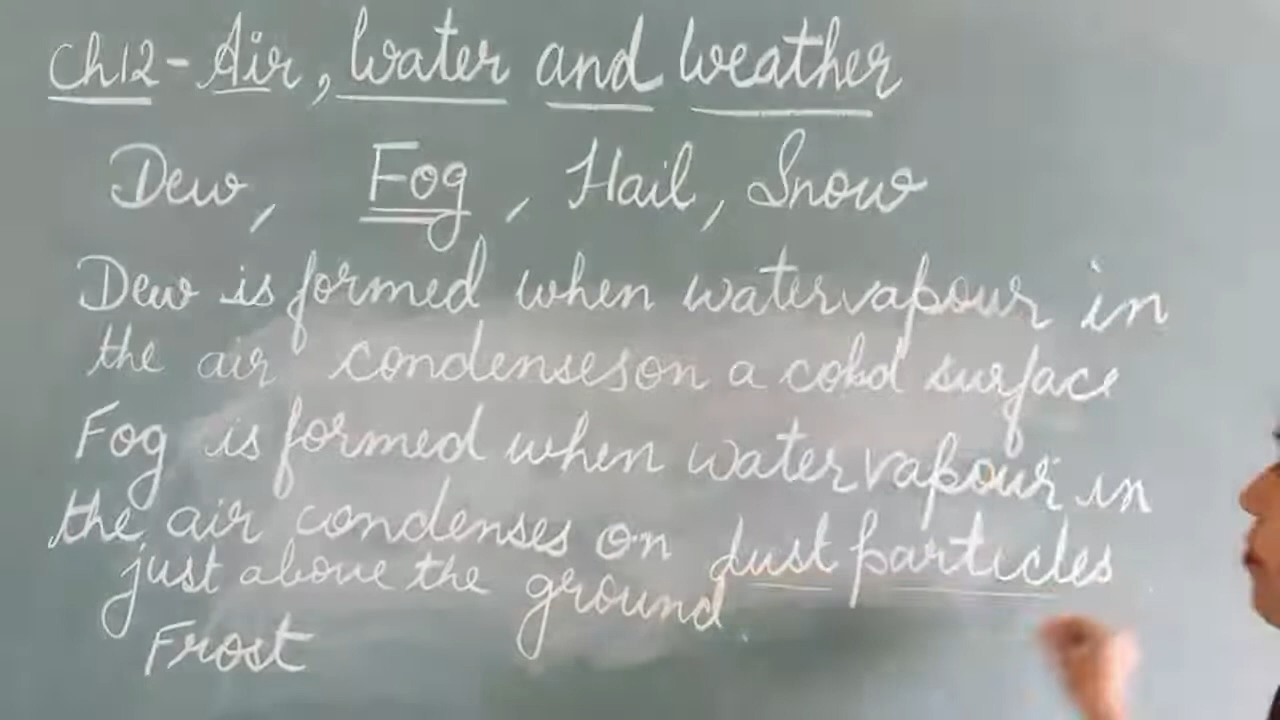 Ch12- Air, Water and weather
Dew, Fog, Hail, Snow
Dew is formed when watervapour in
the air condenseson a cold surface
Fog is formed when watervapour in
the air condenses on dust particles
just above the ground.
Frost